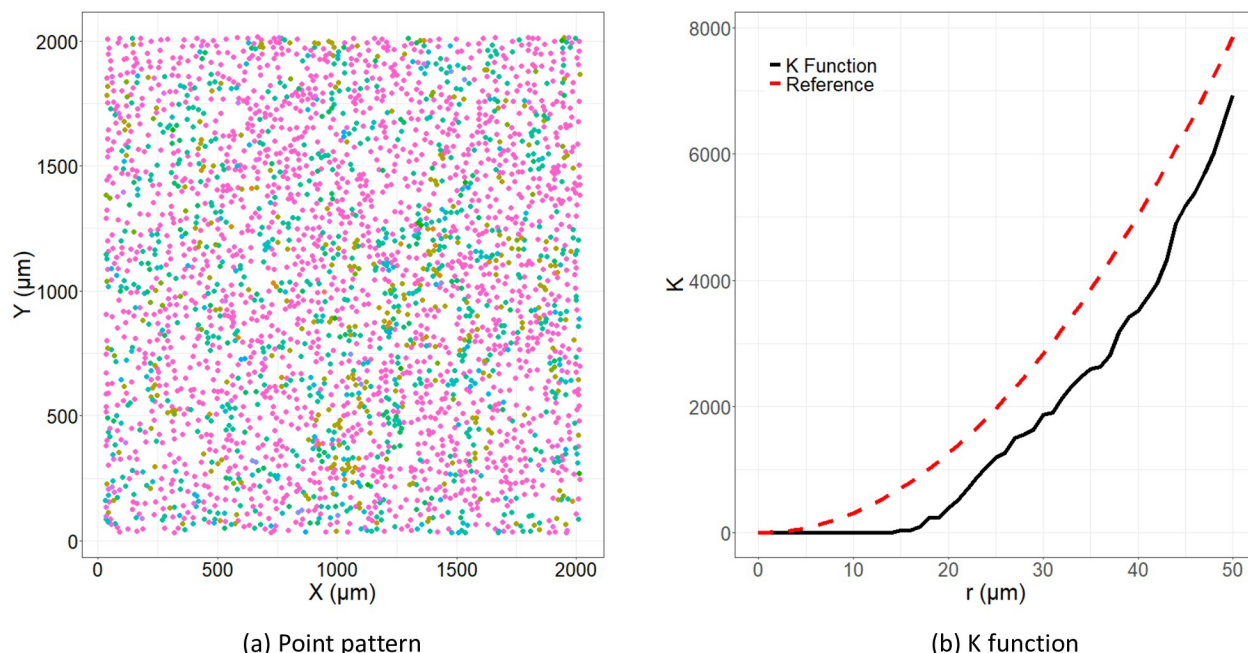 2000
1500
1000
500
0
Y (µm)
0
500
1000
1500
2000
X (µm)
(a) Point pattern
8000
6000
4000
2000
0
K
K Function
Reference
0
10
20
30
40
50
r (µm)
(b) K function